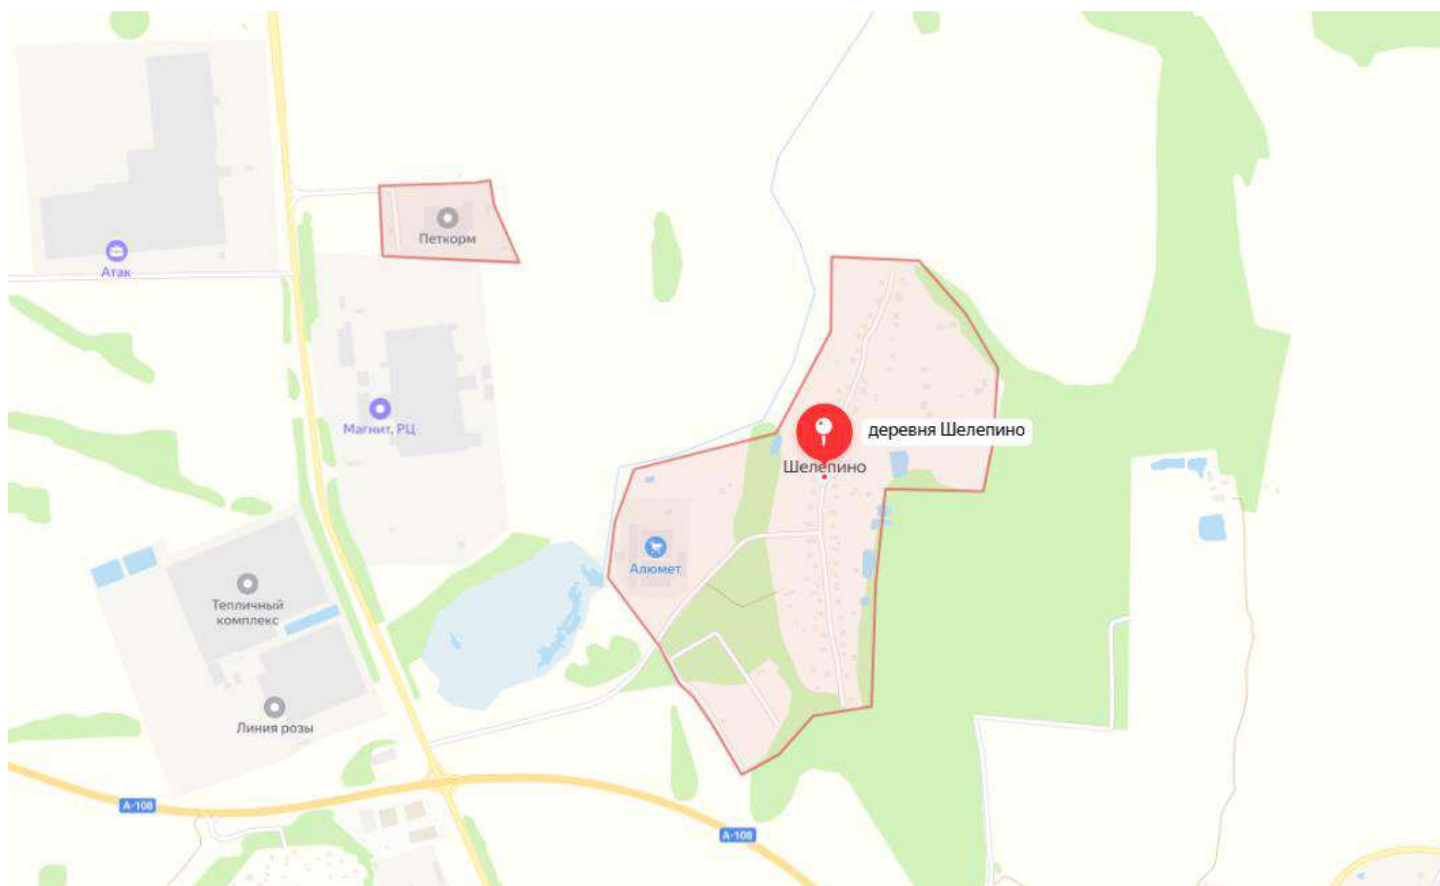 Петкорм
Атак
Магнит, РЦ
деревня Шелепино
Шелепино
Алюмет
Тепличный
комплекс
Линия розы
А-108
А-108